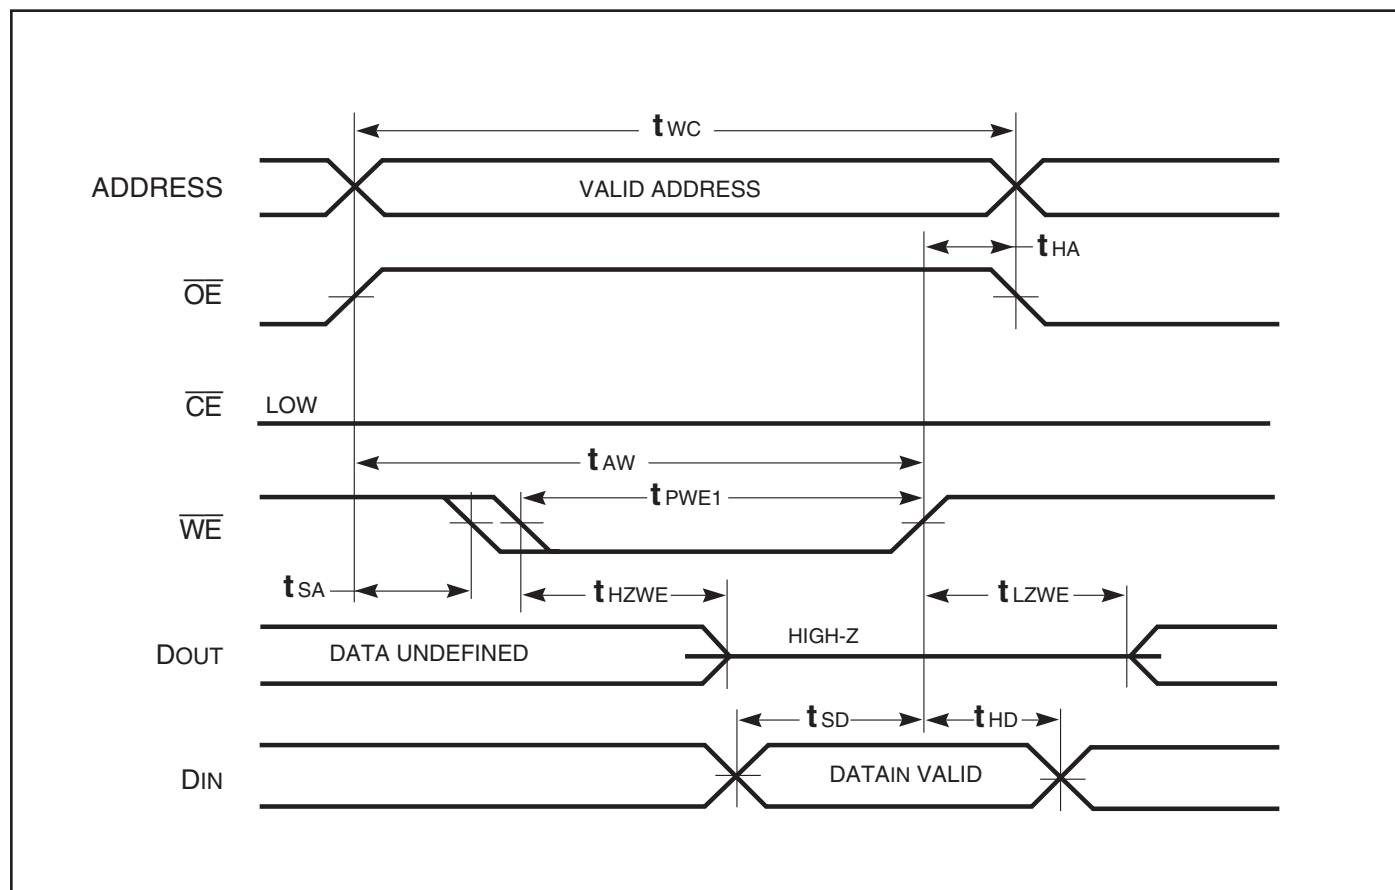 tWC
ADDRESS VALID ADDRESS
tHA
OE
CE LOW
tAW
tPWE1
WE
tSA tHZWE tLZWE
DOUT DATA UNDEFINED HIGH-Z
tSD tHD
DIN DATAIN VALID